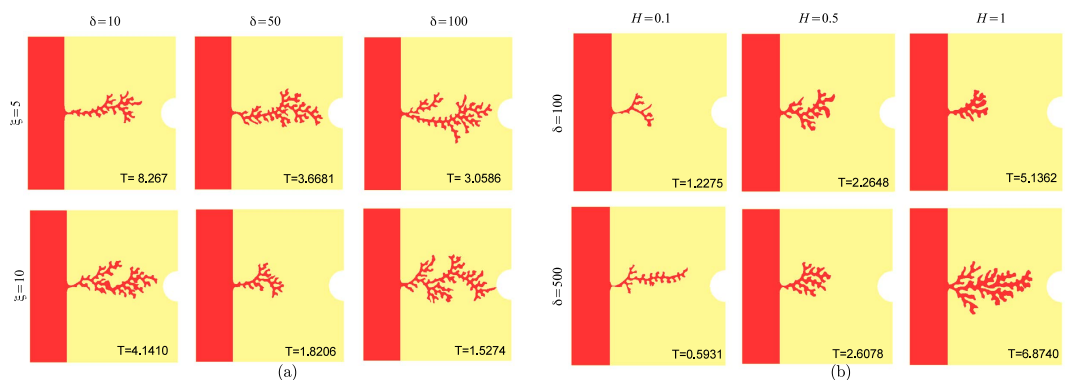 δ=10 δ=50 δ=100
ξ=5
T= 8.267 T=3.6681 T= 3.0586
ξ=10
T=4.1410 T=1.8206 T=1.5274
(a)
H=0.1 H=0.5 H=1
δ=100
T=1.2275 T=2.2648 T=5.1362
δ=500
T=0.5931 T=2.6078 T=6.8740
(b)